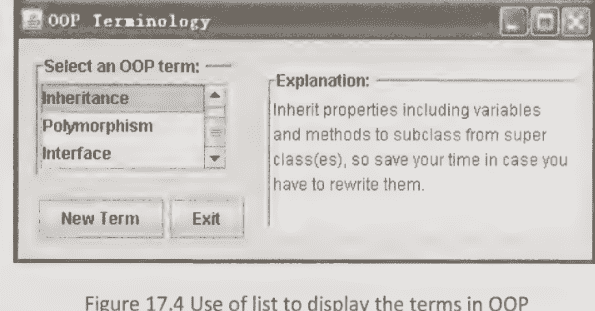 OOP Terminology
Select an OOP term:
Inheritance
Polymorphism
Interface
New Term
Exit
Explanation:
Inherit properties including variables
and methods to subclass from super
class(es), so save your time in case you
have to rewrite them.
Figure 17.4 Use of list to display the terms in OOP